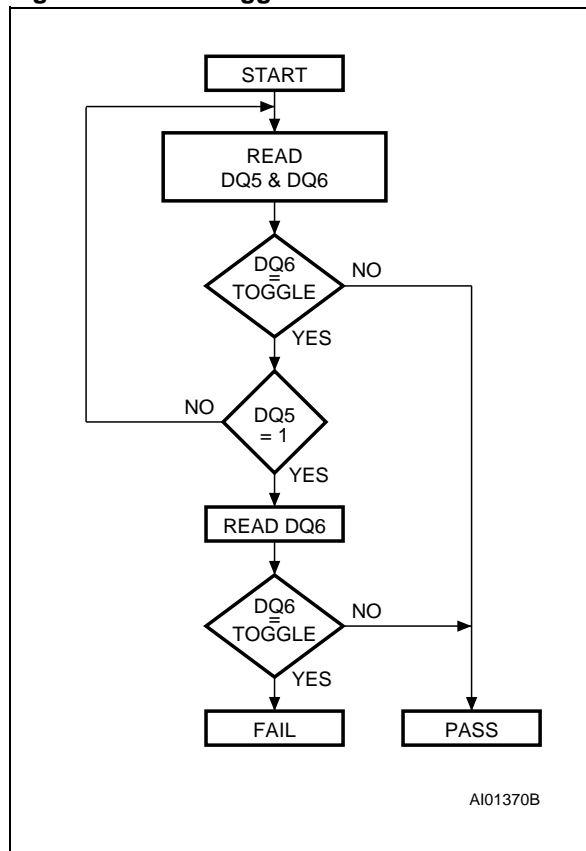 START
READ
DQ5 & DQ6
DQ6
=
TOGGLE
NO
YES
NO
DQ5
= 1
YES
READ DQ6
DQ6
=
TOGGLE
NO
YES
FAIL
PASS
AI01370B